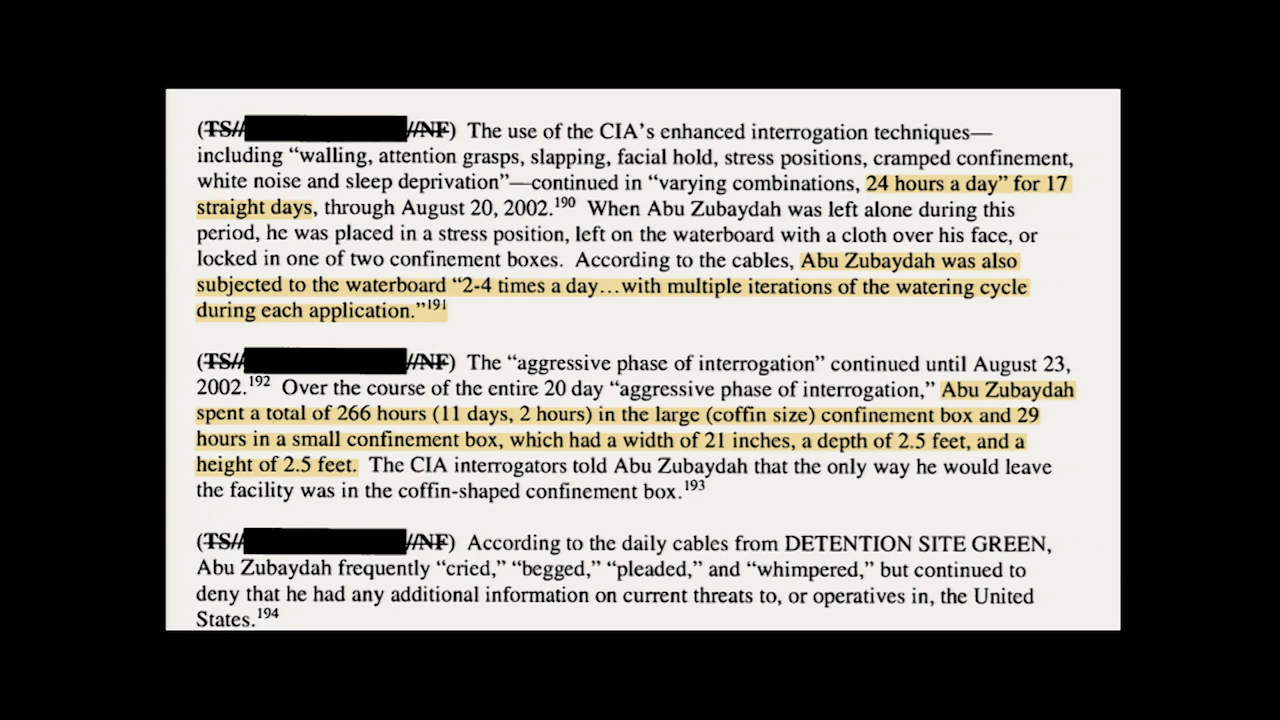 (TS// //NF) The use of the CIA's enhanced interrogation techniques—
including “walling, attention grasps, slapping, facial hold, stress positions, cramped confinement,
white noise and sleep deprivation”—continued in “varying combinations, 24 hours a day” for 17
straight days, through August 20, 2002.190 When Abu Zubaydah was left alone during this
period, he was placed in a stress position, left on the waterboard with a cloth over his face, or
locked in one of two confinement boxes. According to the cables, Abu Zubaydah was also
subjected to the waterboard “2-4 times a day…with multiple iterations of the watering cycle
during each application.”191
(TS// //NF) The “aggressive phase of interrogation” continued until August 23,
2002.192 Over the course of the entire 20 day “aggressive phase of interrogation,” Abu Zubaydah
spent a total of 266 hours (11 days, 2 hours) in the large (coffin size) confinement box and 29
hours in a small confinement box, which had a width of 21 inches, a depth of 2.5 feet, and a
height of 2.5 feet. The CIA interrogators told Abu Zubaydah that the only way he would leave
the facility was in the coffin-shaped confinement box.193
(TS// //NF) According to the daily cables from DETENTION SITE GREEN,
Abu Zubaydah frequently “cried,” “begged,” “pleaded,” and “whimpered,” but continued to
deny that he had any additional information on current threats to, or operatives in, the United
States.194